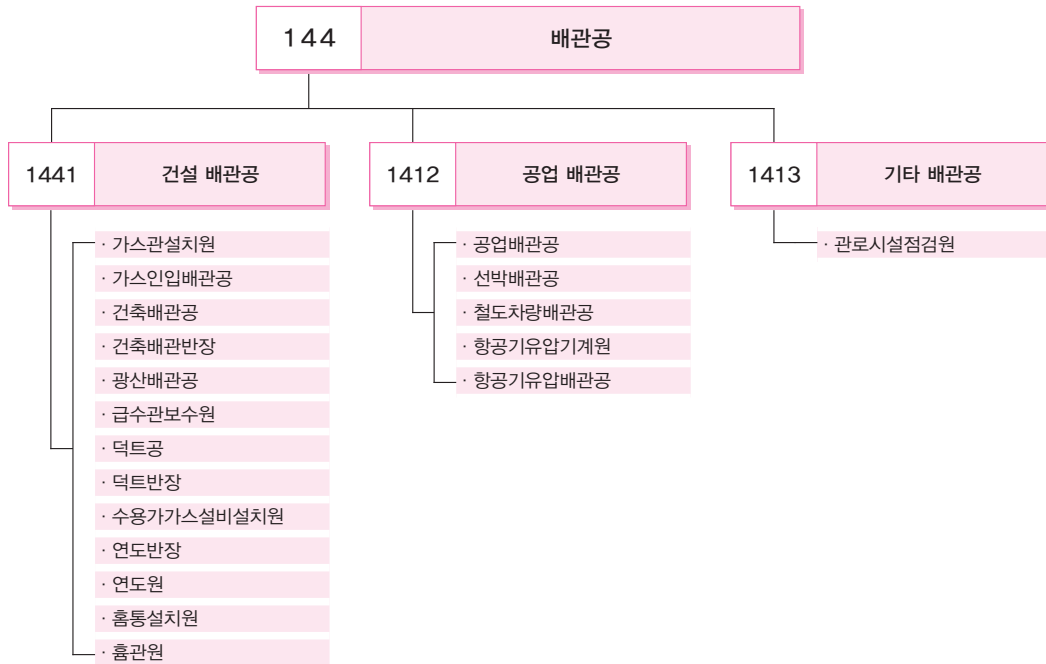 144 배관공
1441 건설 배관공
· 가스관설치원
· 가스인입배관공
· 건축배관공
· 건축배관반장
· 광산배관공
· 급수관보수원
· 덕트공
· 덕트반장
· 수용가가스설비설치원
· 연도반장
· 연도원
· 홈통설치원
· 흄관원
1412 공업 배관공
· 공업배관공
· 선박배관공
· 철도차량배관공
· 항공기유압기계원
· 항공기유압배관공
1413 기타 배관공
· 관로시설점검원